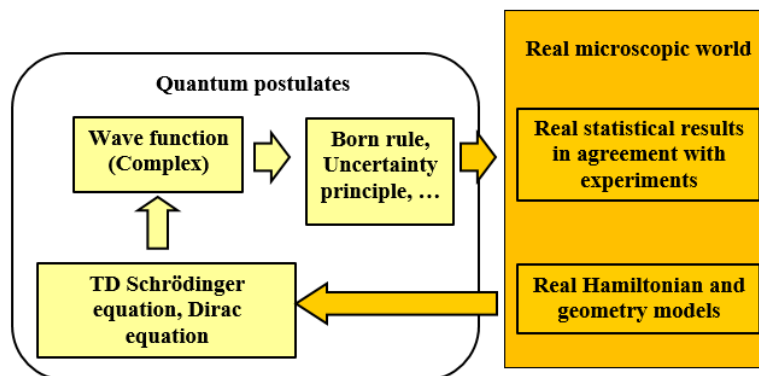 Quantum postulates
Wave function
(Complex)
Born rule,
Uncertainty
principle, …
TD Schrödinger
equation, Dirac
equation
Real microscopic world
Real statistical results
in agreement with
experiments
Real Hamiltonian and
geometry models